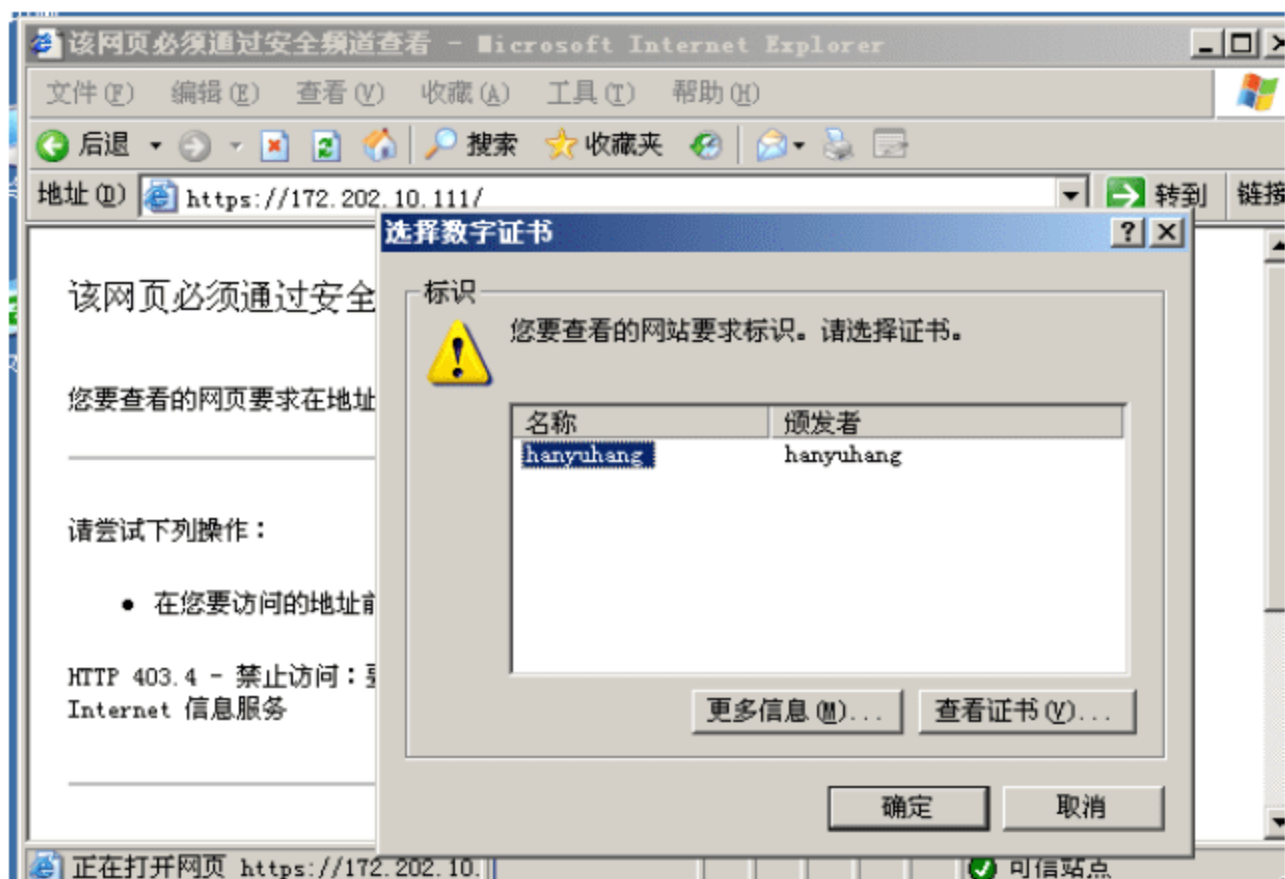 该网页必须通过安全频道查看 - Microsoft Internet Explorer
文件(F) 编辑(E) 查看(V) 收藏(A) 工具(T) 帮助(H)
后退 搜索 收藏夹
地址(D) https://172.202.10.111/ 转到 链接
选择数字证书
该网页必须通过安全
标识
您要查看的网站要求标识。请选择证书。
您要查看的网页要求在地址
名称 颁发者
hanyuhang hanyuhang
请尝试下列操作：
• 在您要访问的地址前
HTTP 403.4 - 禁止访问：要
Internet 信息服务
更多信息(M)... 查看证书(V)...
确定 取消
正在打开网页 https://172.202.10. 可信站点